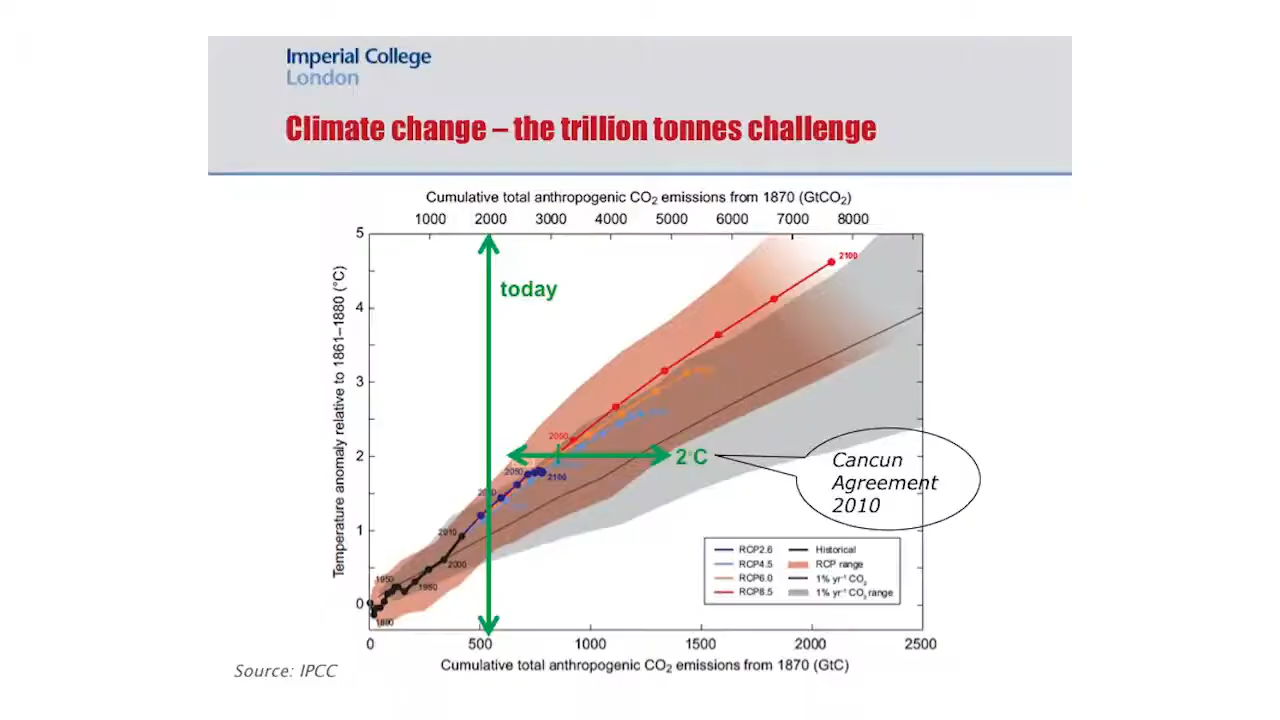 Imperial College
London
Climate change – the trillion tonnes challenge
Cumulative total anthropogenic CO2 emissions from 1870 (GtCO2)
1000 2000 3000 4000 5000 6000 7000 8000
Temperature anomaly relative to 1861–1880 (°C)
5
4
3
2
1
0
today
2100
2050
2°C
2050
2100
2010
2000
1950
1980
Cancun
Agreement
2010
RCP2.6
RCP4.5
RCP6.0
RCP8.5
Historical
RCP range
1% yr⁻¹ CO2
1% yr⁻¹ CO2 range
0 500 1000 1500 2000 2500
Cumulative total anthropogenic CO2 emissions from 1870 (GtC)
Source: IPCC